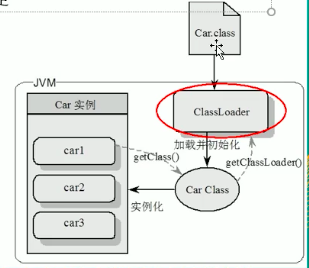 Car.class
JVM
Car 实例
ClassLoader
加载并初始化
car1
getClass()
getClassLoader()
car2
Car Class
实例化
car3